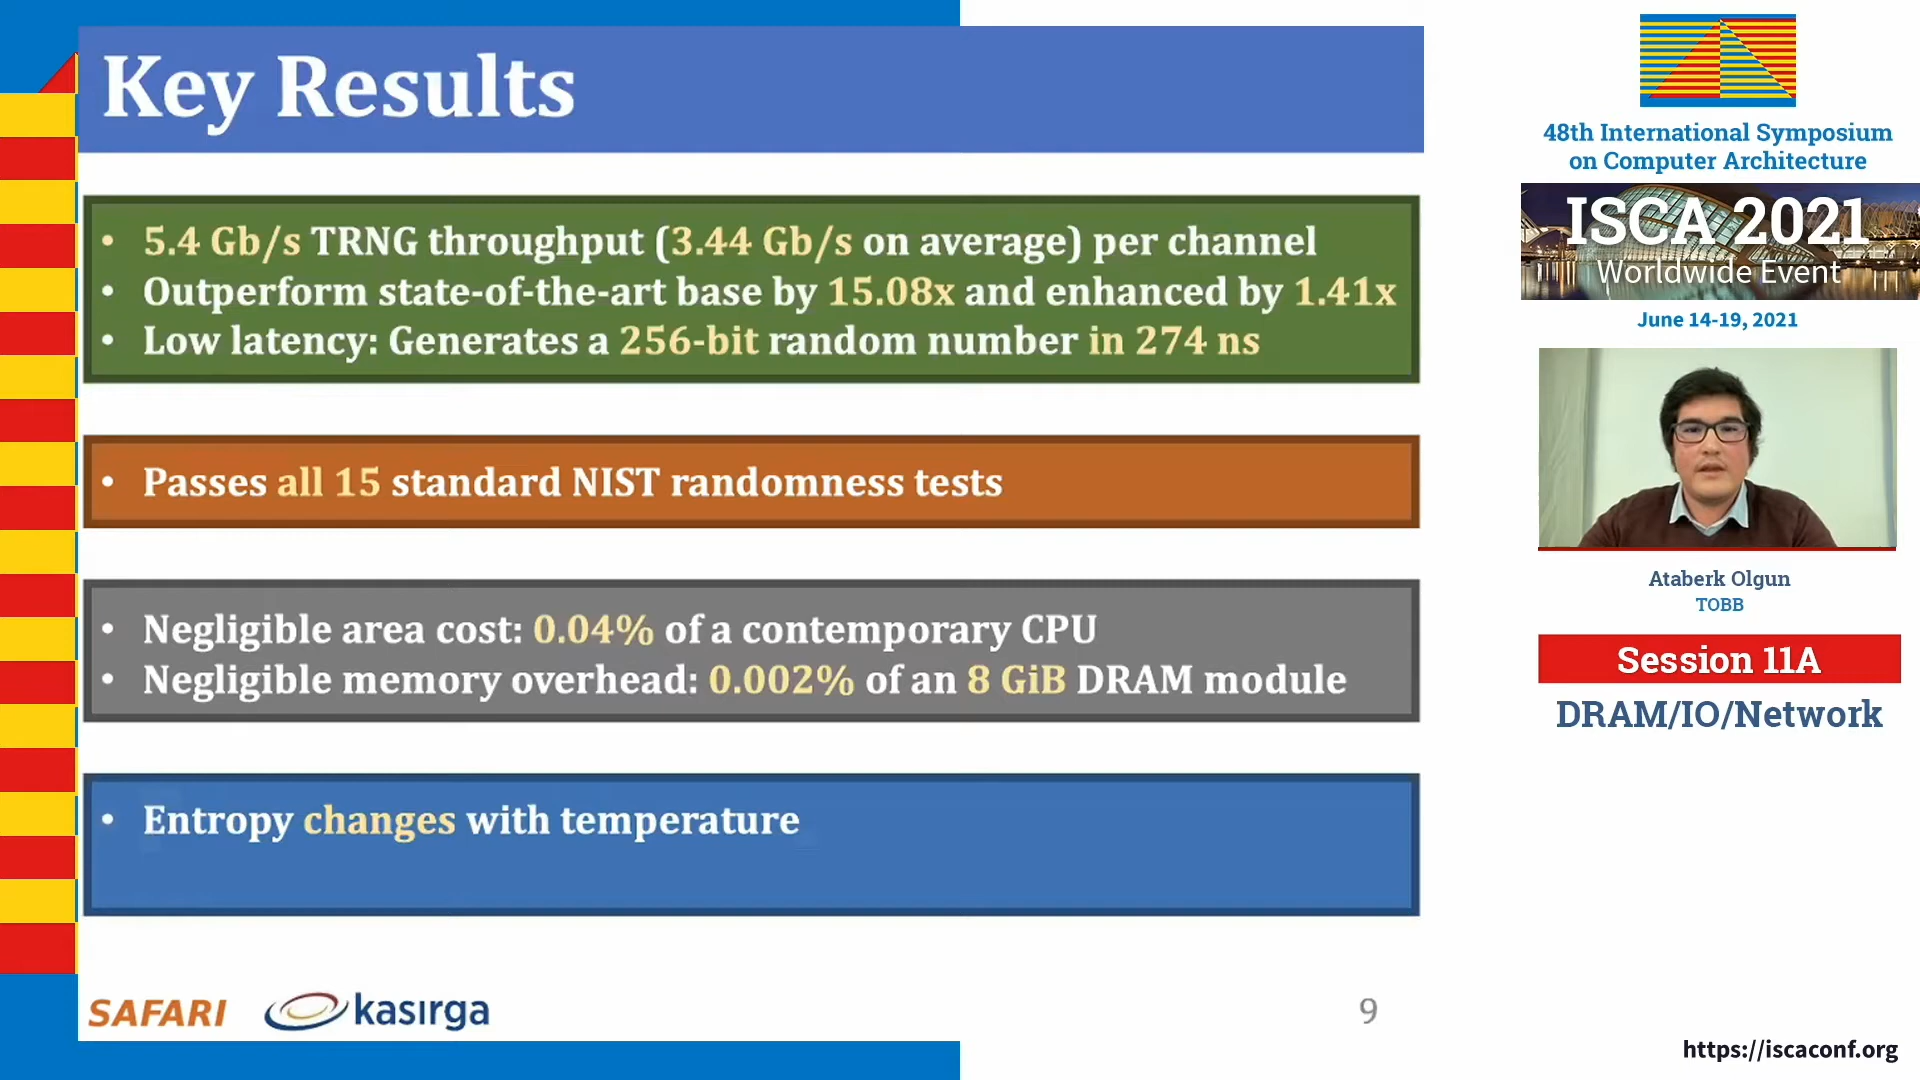 Key Results
• 5.4 Gb/s TRNG throughput (3.44 Gb/s on average) per channel
• Outperform state-of-the-art base by 15.08x and enhanced by 1.41x
• Low latency: Generates a 256-bit random number in 274 ns
• Passes all 15 standard NIST randomness tests
• Negligible area cost: 0.04% of a contemporary CPU
• Negligible memory overhead: 0.002% of an 8 GiB DRAM module
• Entropy changes with temperature
SAFARI
kasırga
9
48th International Symposium
on Computer Architecture
ISCA 2021
Worldwide Event
June 14-19, 2021
Ataberk Olgun
TOBB
Session 11A
DRAM/IO/Network
https://iscaconf.org